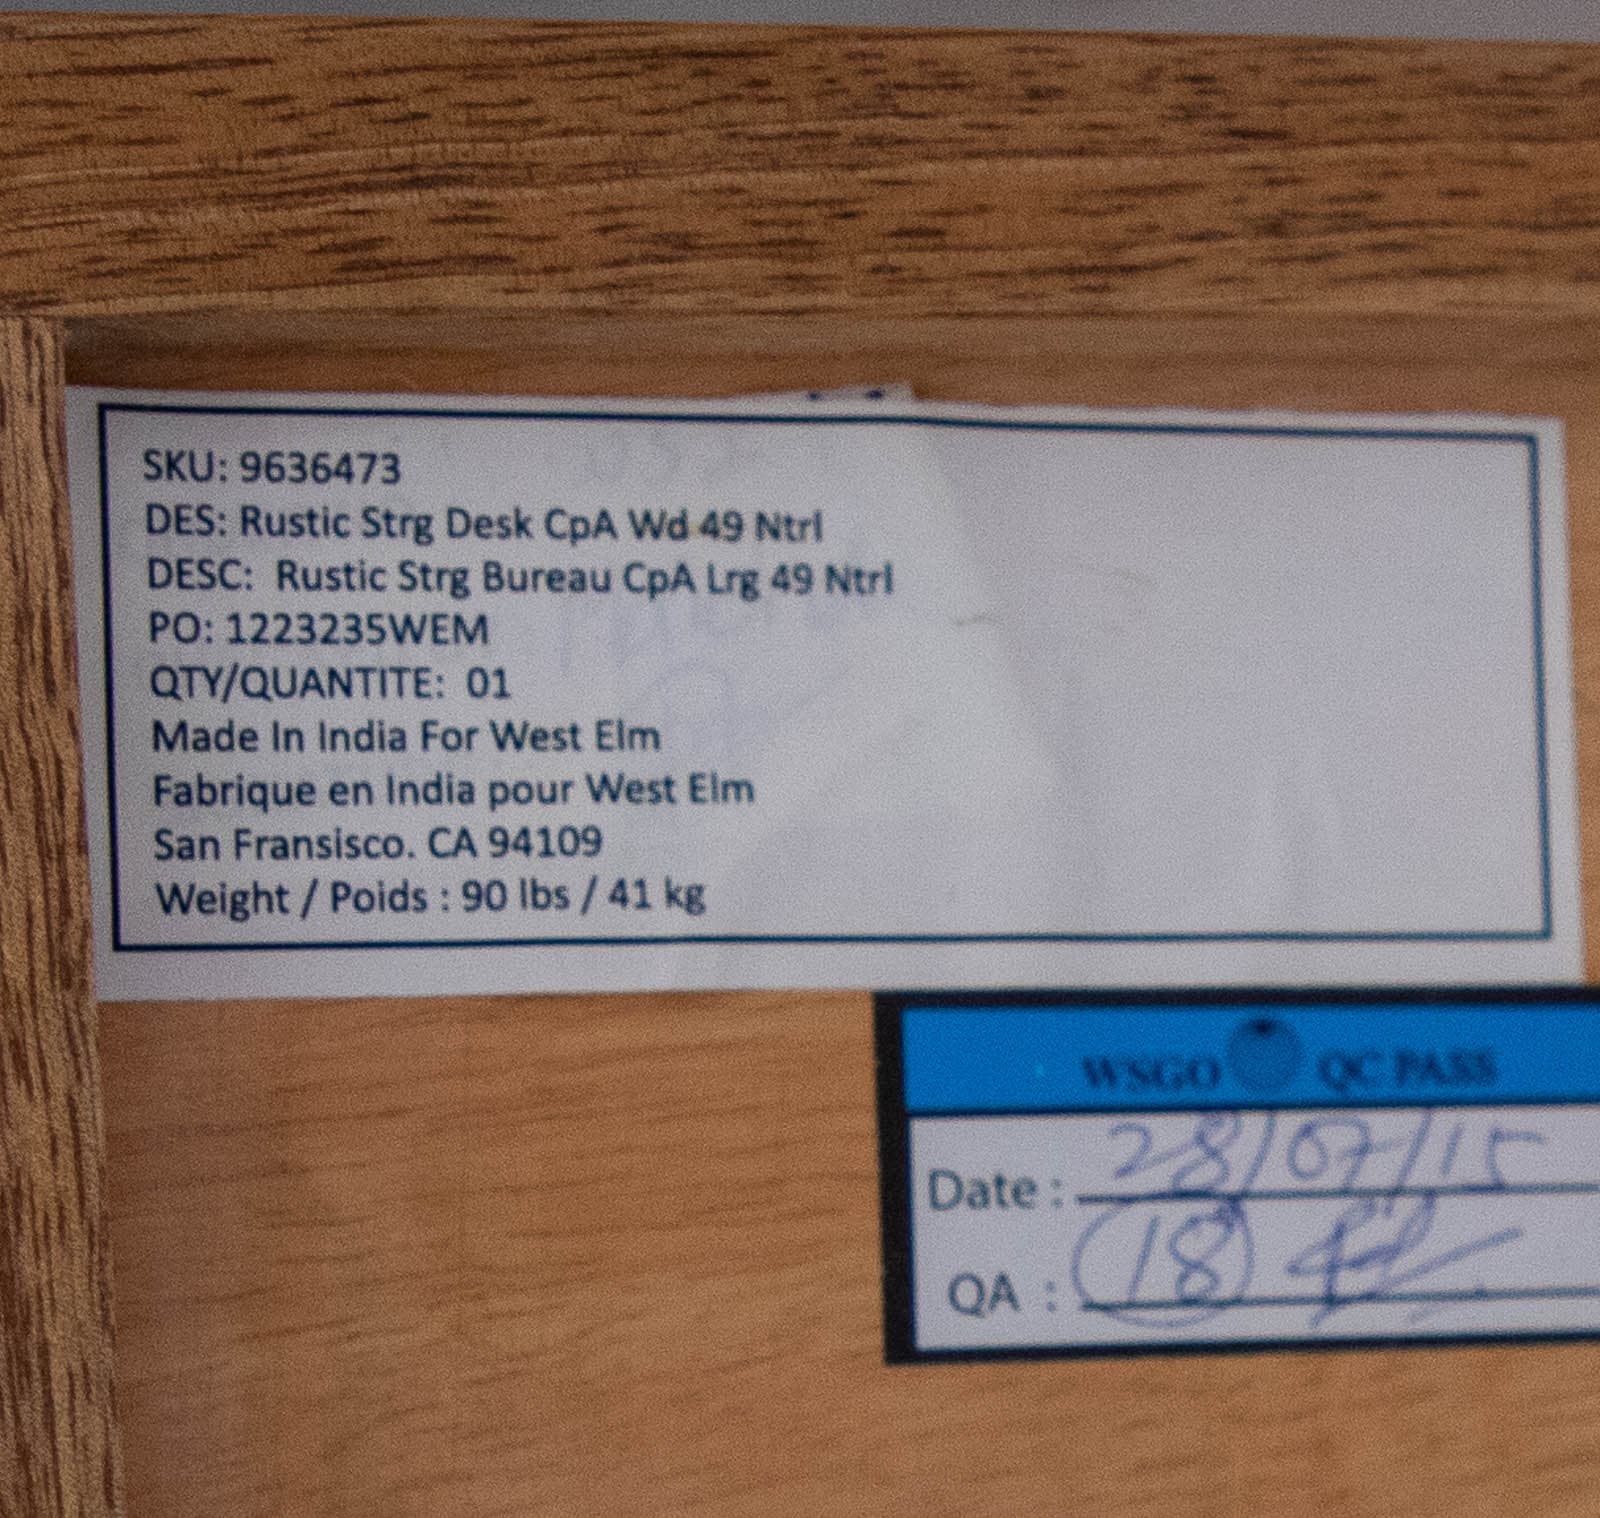 SKU: 9636473
DES: Rustic Strg Desk CpA Wd 49 Ntrl
DESC: Rustic Strg Bureau CpA Lrg 49 Ntrl
PO: 1223235WEM
QTY/QUANTITE: 01
Made In India For West Elm
Fabrique en India pour West Elm
San Fransisco. CA 94109
Weight / Poids : 90 lbs / 41 kg
WSGO QC PASS
Date : 28/07/15
QA : 18